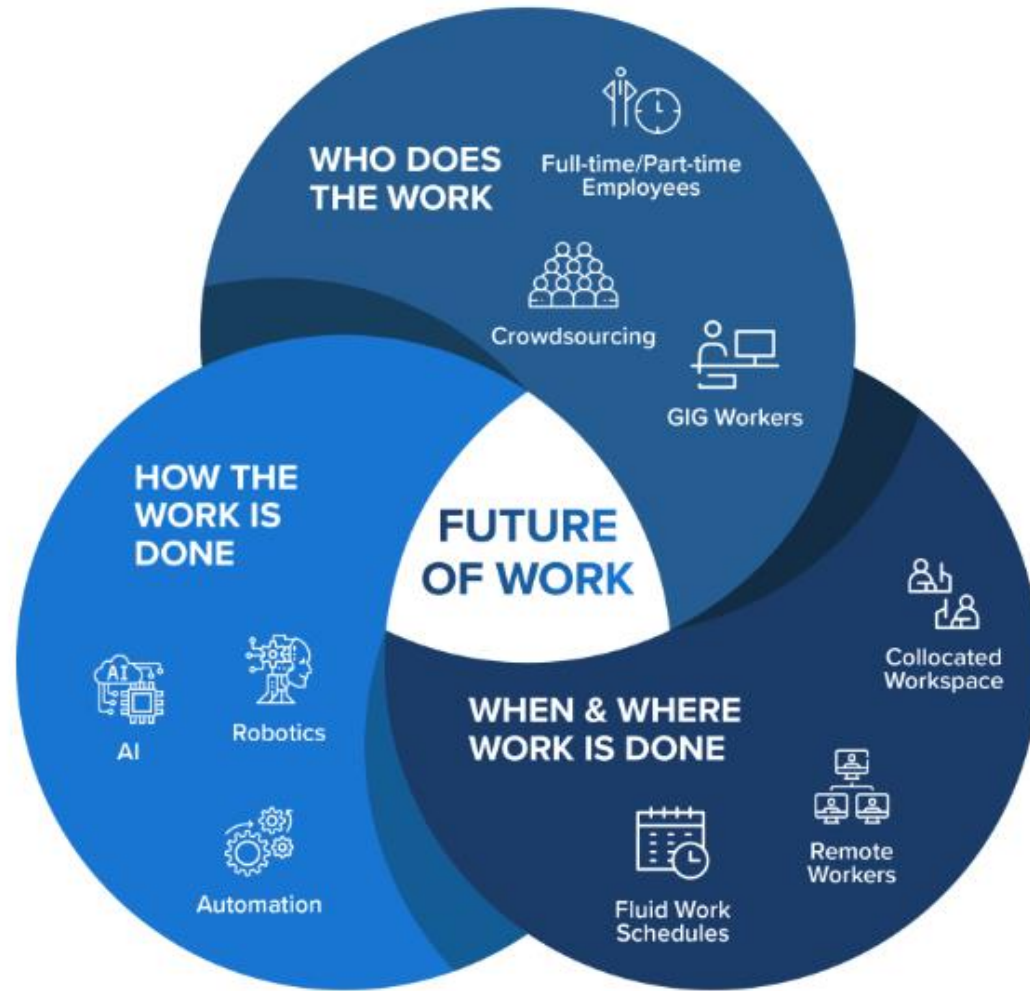 WHO DOES
THE WORK
Full-time/Part-time
Employees
Crowdsourcing
GIG Workers
HOW THE
WORK IS
DONE
AI
AI
Robotics
Automation
FUTURE
OF WORK
WHEN & WHERE
WORK IS DONE
Collocated
Workspace
Remote
Workers
Fluid Work
Schedules